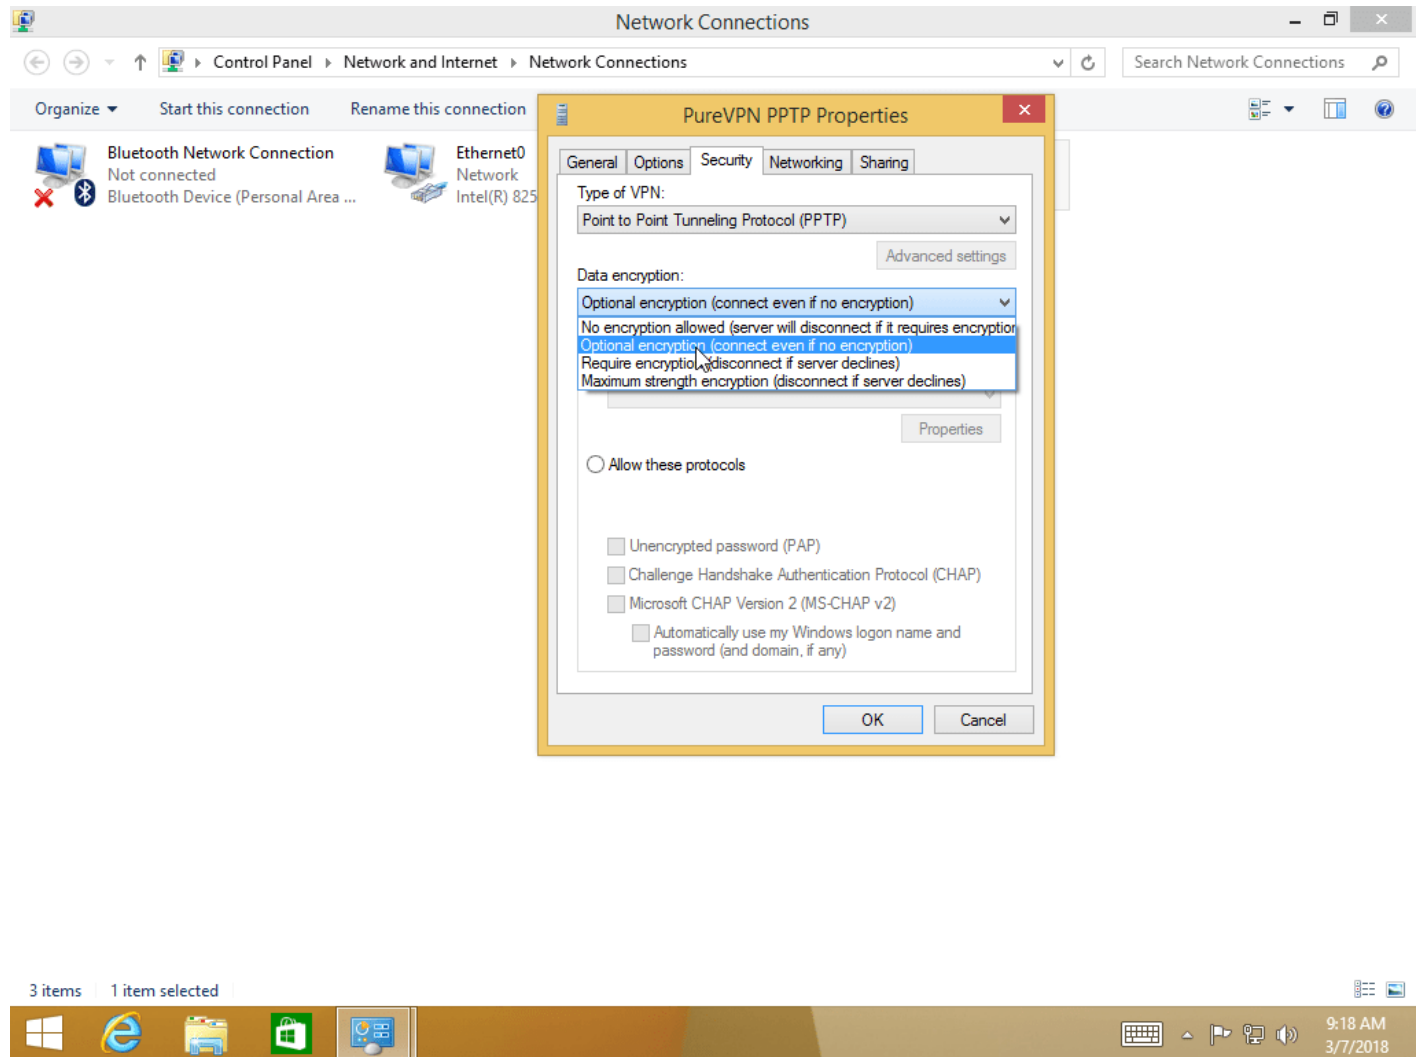 Network Connections
Control Panel Network and Internet Network Connections
Search Network Connections
Organize
Start this connection
Rename this connection
Bluetooth Network Connection
Not connected
Bluetooth Device (Personal Area ...
Ethernet0
Network
Intel(R) 825
PureVPN PPTP Properties
General
Options
Security
Networking
Sharing
Type of VPN:
Point to Point Tunneling Protocol (PPTP)
Advanced settings
Data encryption:
Optional encryption (connect even if no encryption)
No encryption allowed (server will disconnect if it requires encryption
Optional encryption (connect even if no encryption)
Require encryption (disconnect if server declines)
Maximum strength encryption (disconnect if server declines)
Properties
Allow these protocols
Unencrypted password (PAP)
Challenge Handshake Authentication Protocol (CHAP)
Microsoft CHAP Version 2 (MS-CHAP v2)
Automatically use my Windows logon name and
password (and domain, if any)
OK
Cancel
3 items
1 item selected
9:18 AM
3/7/2018